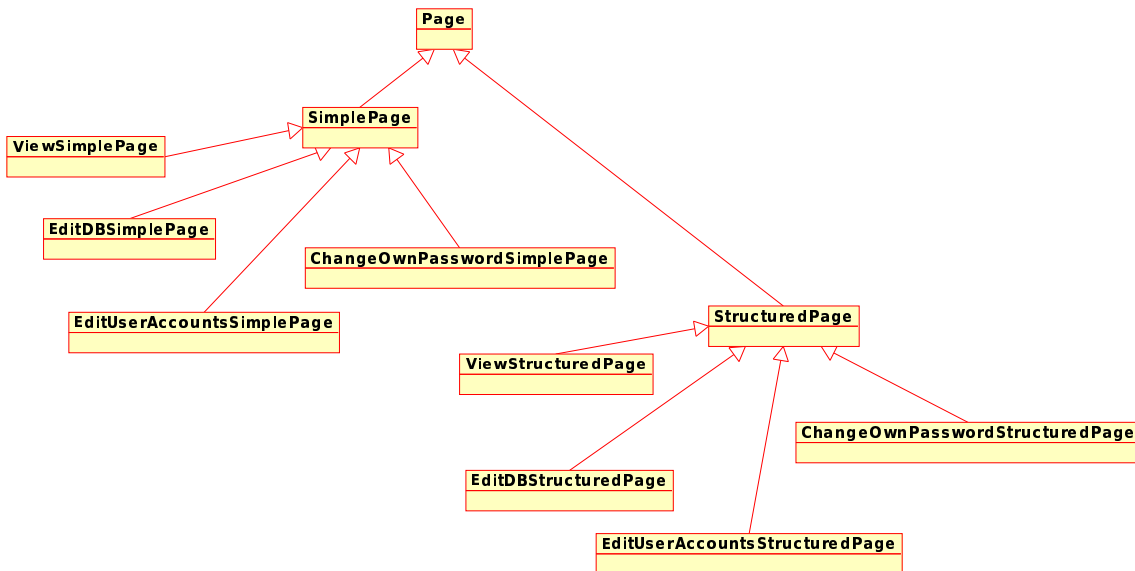 Page
SimplePage
ViewSimplePage
EditDBSimplePage
ChangeOwnPasswordSimplePage
EditUserAccountsSimplePage
StructuredPage
ViewStructuredPage
ChangeOwnPasswordStructuredPage
EditDBStructuredPage
EditUserAccountsStructuredPage